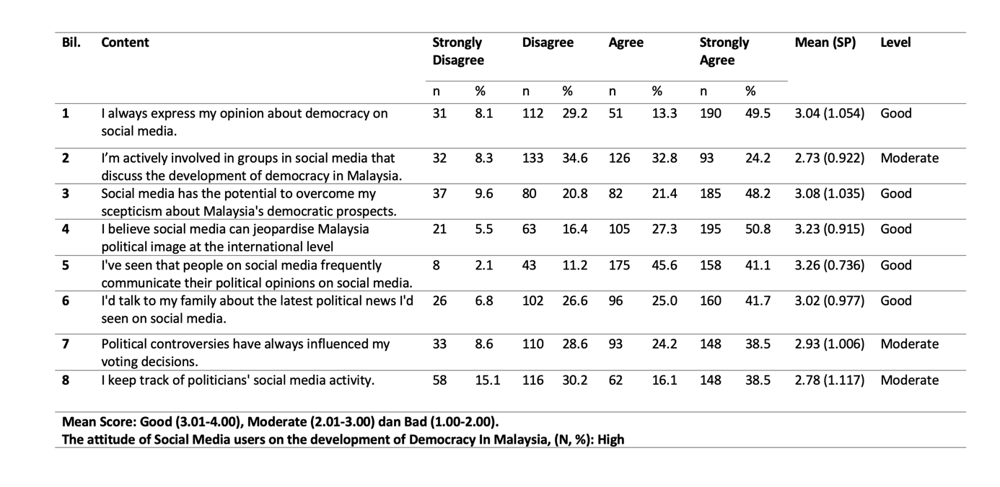 Bil. Content Strongly Disagree Agree Strongly Mean (SP) Level
Disagree Agree
n % n % n % n %
1 I always express my opinion about democracy on 31 8.1 112 29.2 51 13.3 190 49.5 3.04 (1.054) Good
social media.
2 I’m actively involved in groups in social media that 32 8.3 133 34.6 126 32.8 93 24.2 2.73 (0.922) Moderate
discuss the development of democracy in Malaysia.
3 Social media has the potential to overcome my 37 9.6 80 20.8 82 21.4 185 48.2 3.08 (1.035) Good
scepticism about Malaysia's democratic prospects.
4 I believe social media can jeopardise Malaysia 21 5.5 63 16.4 105 27.3 195 50.8 3.23 (0.915) Good
political image at the international level
5 I've seen that people on social media frequently 8 2.1 43 11.2 175 45.6 158 41.1 3.26 (0.736) Good
communicate their political opinions on social media.
6 I'd talk to my family about the latest political news I'd 26 6.8 102 26.6 96 25.0 160 41.7 3.02 (0.977) Good
seen on social media.
7 Political controversies have always influenced my 33 8.6 110 28.6 93 24.2 148 38.5 2.93 (1.006) Moderate
voting decisions.
8 I keep track of politicians' social media activity. 58 15.1 116 30.2 62 16.1 148 38.5 2.78 (1.117) Moderate
Mean Score: Good (3.01-4.00), Moderate (2.01-3.00) dan Bad (1.00-2.00).
The attitude of Social Media users on the development of Democracy In Malaysia, (N, %): High